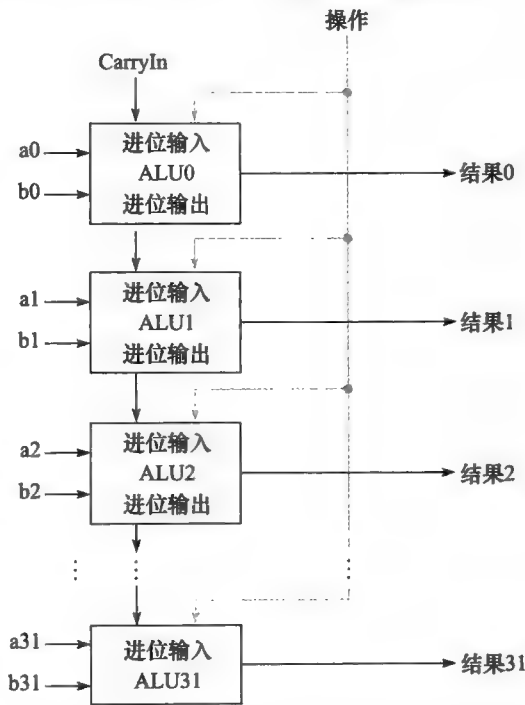 操作
CarryIn
进位输入
a0
ALU0
结果0
b0
进位输出
进位输入
a1
ALU1
结果1
b1
进位输出
进位输入
a2
ALU2
结果2
b2
进位输出
进位输入
a31
ALU31
结果31
b31